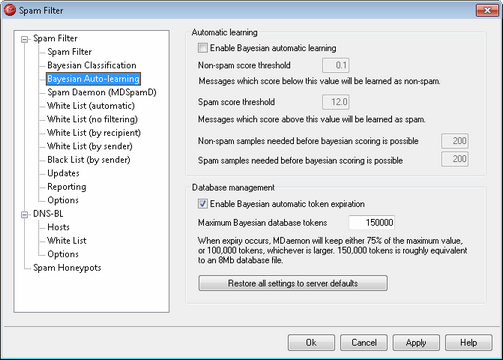 Spam Filter
Spam Filter
Spam Filter
Bayesian Classification
Bayesian Auto-learning
Spam Daemon (MDSpamD)
White List (automatic)
White List (no filtering)
White List (by recipient)
White List (by sender)
Black List (by sender)
Updates
Reporting
Options
DNS-BL
Hosts
White List
Options
Spam Honeypots
Automatic learning
Enable Bayesian automatic learning
Non-spam score threshold 0.1
Messages which score below this value will be learned as non-spam.
Spam score threshold 12.0
Messages which score above this value will be learned as spam.
Non-spam samples needed before bayesian scoring is possible 200
Spam samples needed before bayesian scoring is possible 200
Database management
Enable Bayesian automatic token expiration
Maximum Bayesian database tokens 150000
When expiry occurs, MDaemon will keep either 75% of the maximum value,
or 100,000 tokens, whichever is larger. 150,000 tokens is roughly equivalent
to an 8Mb database file.
Restore all settings to server defaults
Ok Cancel Apply Help